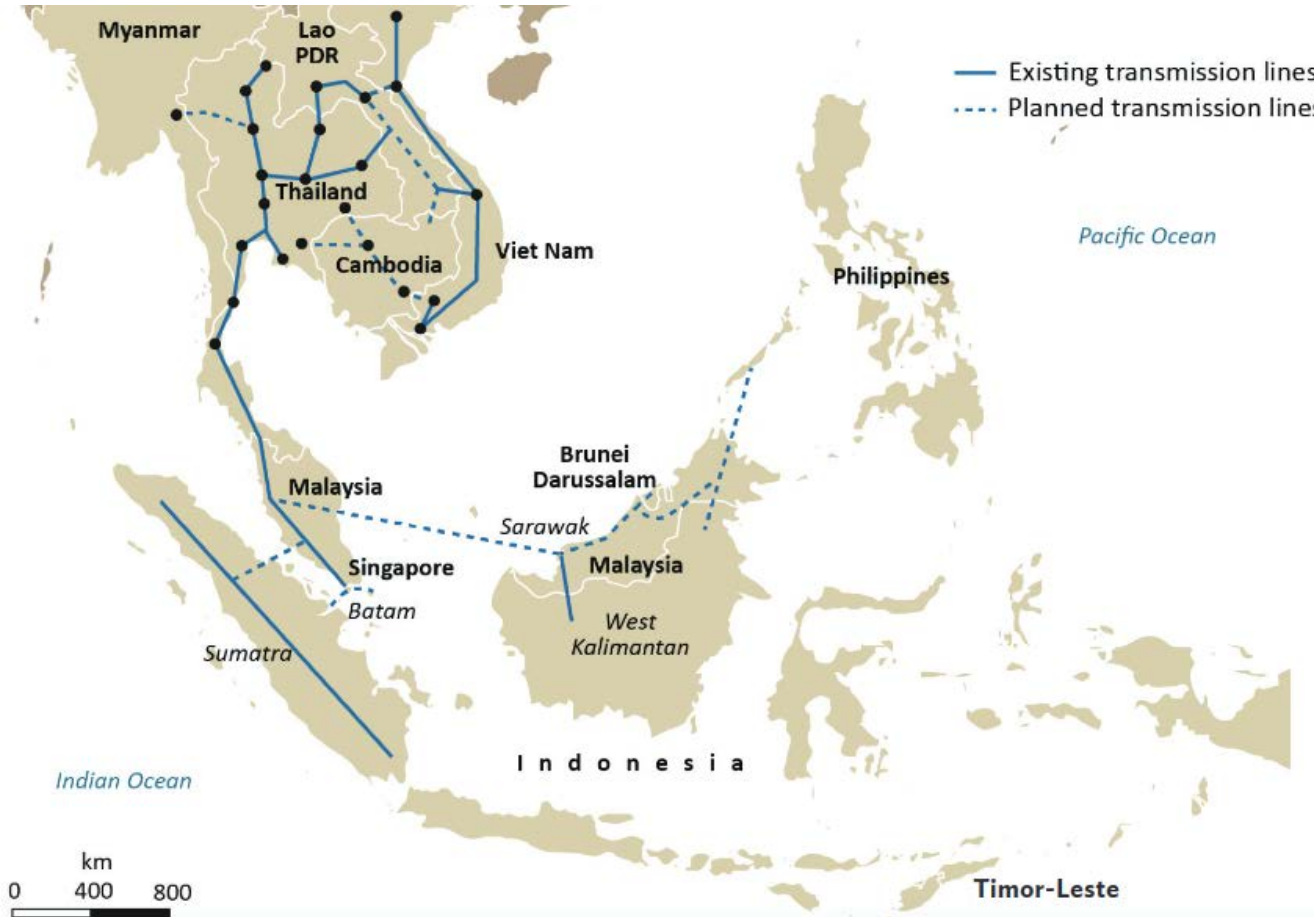 Myanmar
Lao
PDR
Existing transmission lines
Planned transmission lines
Thailand
Viet Nam
Cambodia
Pacific Ocean
Philippines
Brunei
Darussalam
Malaysia
Sarawak
Singapore
Malaysia
Batam
West
Kalimantan
Sumatra
Indonesia
Indian Ocean
km
0 400 800
Timor-Leste